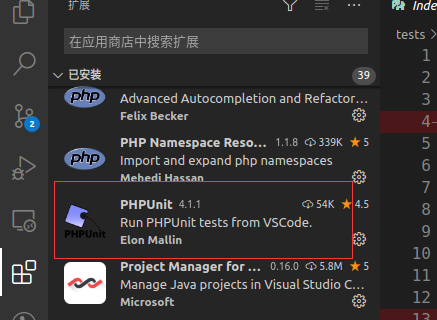 扩展
Inde
在应用商店中搜索扩展
tests
已安装
39
php
Advanced Autocompletion and Refactor…
Felix Becker
PHP Namespace Reso… 1.1.8 339K 5
php
Import and expand php namespaces
Mehedi Hassan
PHPUnit 4.1.1 54K 4.5
Run PHPUnit tests from VSCode.
PHPUnit
Elon Mallin
Project Manager for … 0.16.0 5.8M 5
Manage Java projects in Visual Studio C…
Microsoft
2
1
2
3
4
5
6
7
8
9
10
11
12
13